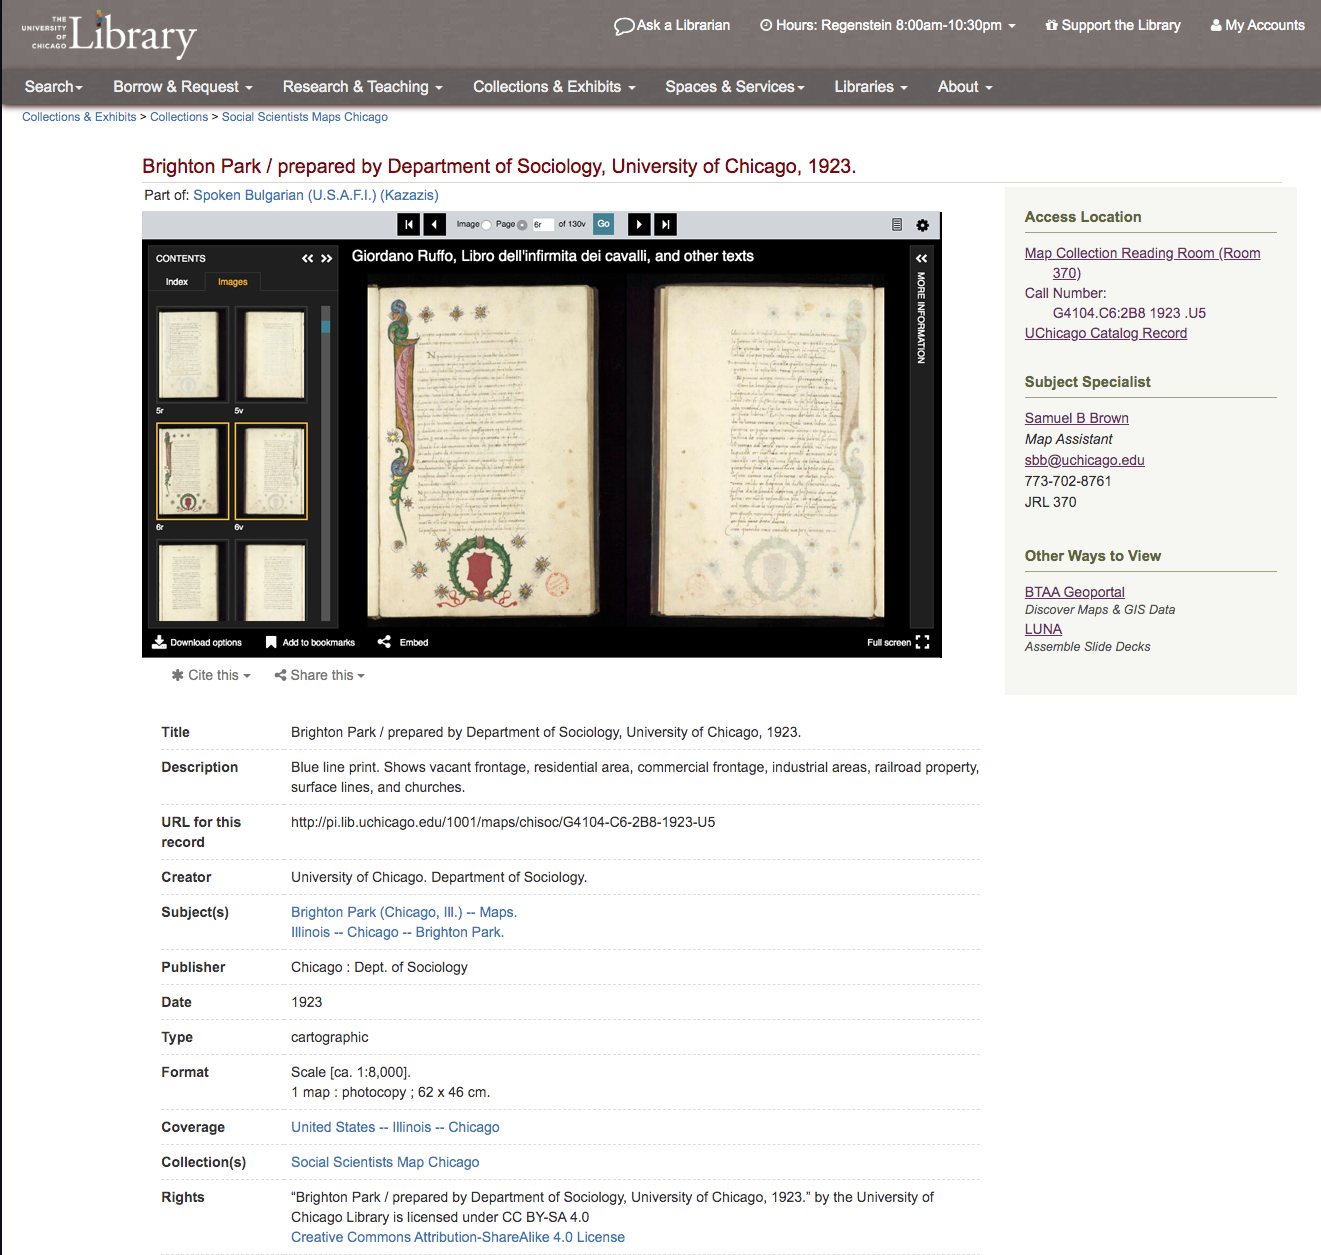 THE
UNIVERSITY
OF
CHICAGO
Library
Ask a Librarian
Hours: Regenstein 8:00am-10:30pm
Support the Library
My Accounts
Search
Borrow & Request
Research & Teaching
Collections & Exhibits
Spaces & Services
Libraries
About
Collections & Exhibits > Collections > Social Scientists Maps Chicago
Brighton Park / prepared by Department of Sociology, University of Chicago, 1923.
Part of: Spoken Bulgarian (U.S.A.F.I.) (Kazazis)
Image Page 6r of 130v Go
CONTENTS
Index Images
5r 5v
6r 6v
Giordano Ruffo, Libro dell'infirmita dei cavalli, and other texts
MORE INFORMATION
Download options
Add to bookmarks
Embed
Full screen
Cite this
Share this
Title Brighton Park / prepared by Department of Sociology, University of Chicago, 1923.
Description Blue line print. Shows vacant frontage, residential area, commercial frontage, industrial areas, railroad property,
surface lines, and churches.
URL for this http://pi.lib.uchicago.edu/1001/maps/chisoc/G4104-C6-2B8-1923-U5
record
Creator University of Chicago. Department of Sociology.
Subject(s) Brighton Park (Chicago, Ill.) -- Maps.
Illinois -- Chicago -- Brighton Park.
Publisher Chicago : Dept. of Sociology
Date 1923
Type cartographic
Format Scale [ca. 1:8,000].
1 map : photocopy ; 62 x 46 cm.
Coverage United States -- Illinois -- Chicago
Collection(s) Social Scientists Map Chicago
Rights "Brighton Park / prepared by Department of Sociology, University of Chicago, 1923." by the University of
Chicago Library is licensed under CC BY-SA 4.0
Creative Commons Attribution-ShareAlike 4.0 License
Access Location
Map Collection Reading Room (Room
370)
Call Number:
G4104.C6:2B8 1923 .U5
UChicago Catalog Record
Subject Specialist
Samuel B Brown
Map Assistant
sbb@uchicago.edu
773-702-8761
JRL 370
Other Ways to View
BTAA Geoportal
Discover Maps & GIS Data
LUNA
Assemble Slide Decks